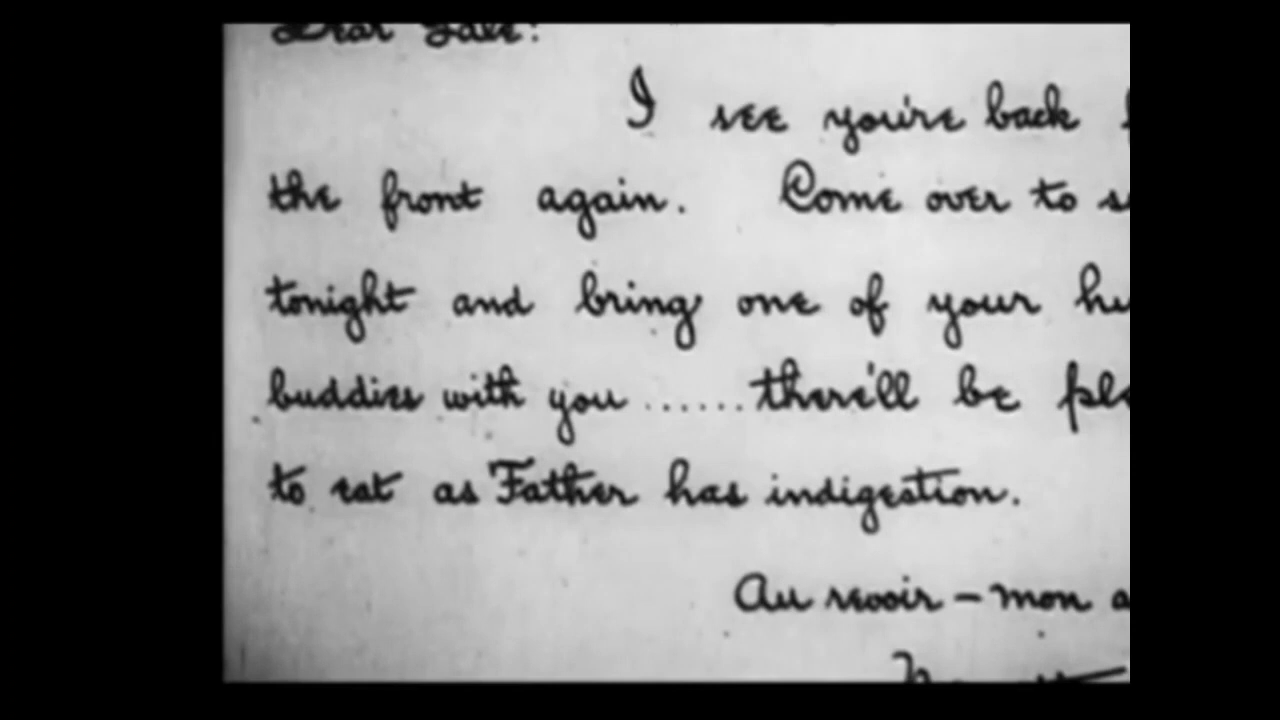 Dear
I see you're back
the front again. Come over to
tonight and bring one of your
buddies with you ...... there'll be
to eat as Father has indigestion.
Au revoir - mon